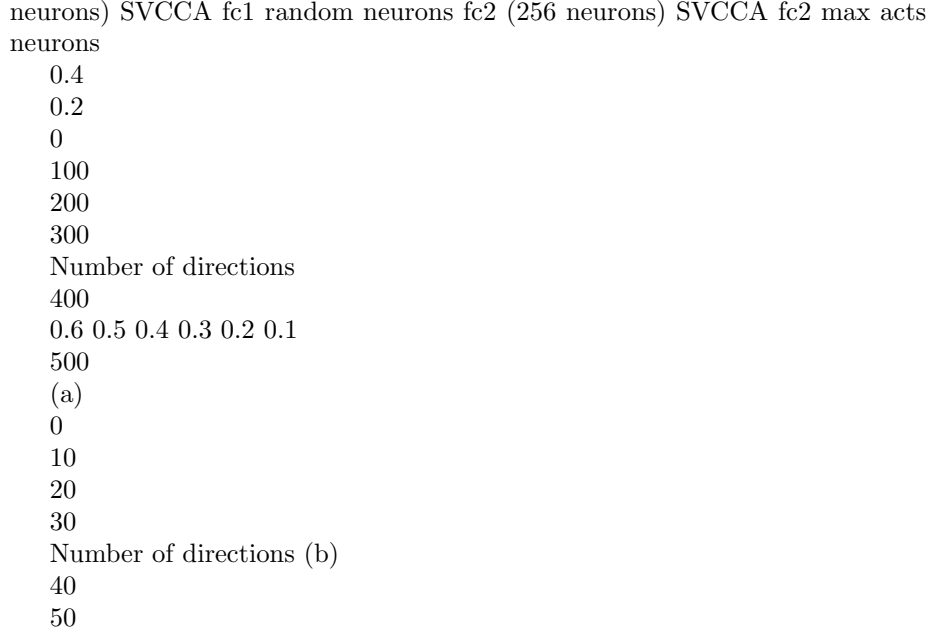 neurons) SVCCA fc1 random neurons fc2 (256 neurons) SVCCA fc2 max acts
neurons
0.4
0.2
0
100
200
300
Number of directions
400
0.6 0.5 0.4 0.3 0.2 0.1
500
(a)
0
10
20
30
Number of directions (b)
40
50